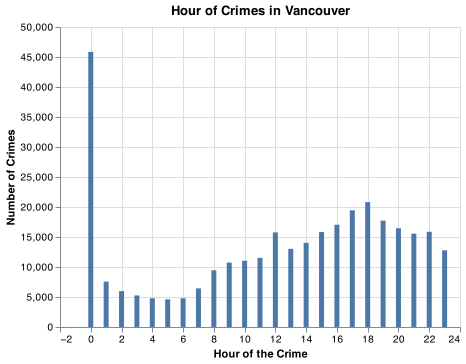 Hour of Crimes in Vancouver
50,000
45,000
40,000
35,000
30,000
25,000
20,000
15,000
10,000
5,000
0
Number of Crimes
−2 0 2 4 6 8 10 12 14 16 18 20 22 24
Hour of the Crime